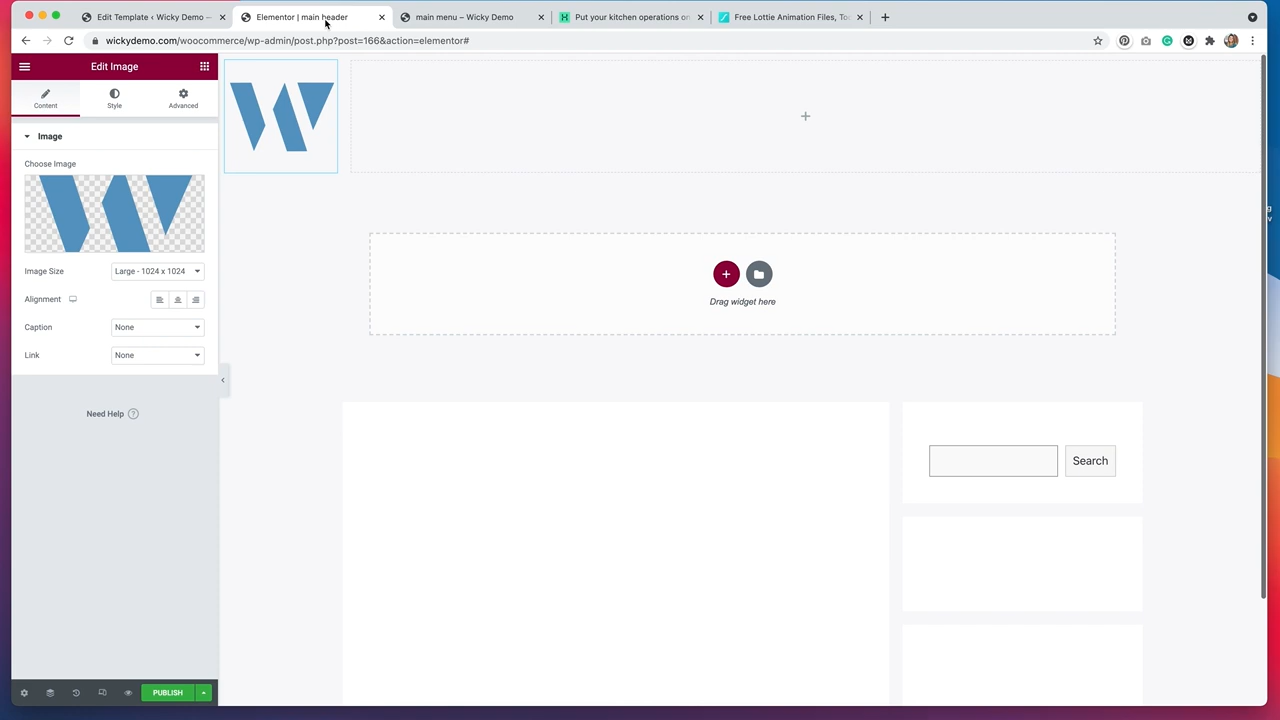 Edit Template ‹ Wicky Demo —
Elementor | main header
main menu – Wicky Demo
Put your kitchen operations on
Free Lottie Animation Files, Too
wickydemo.com/woocommerce/wp-admin/post.php?post=166&action=elementor#
Edit Image
Content
Style
Advanced
Image
Choose Image
Image Size
Large - 1024 x 1024
Alignment
Caption
None
Link
None
Need Help
PUBLISH
Drag widget here
Search